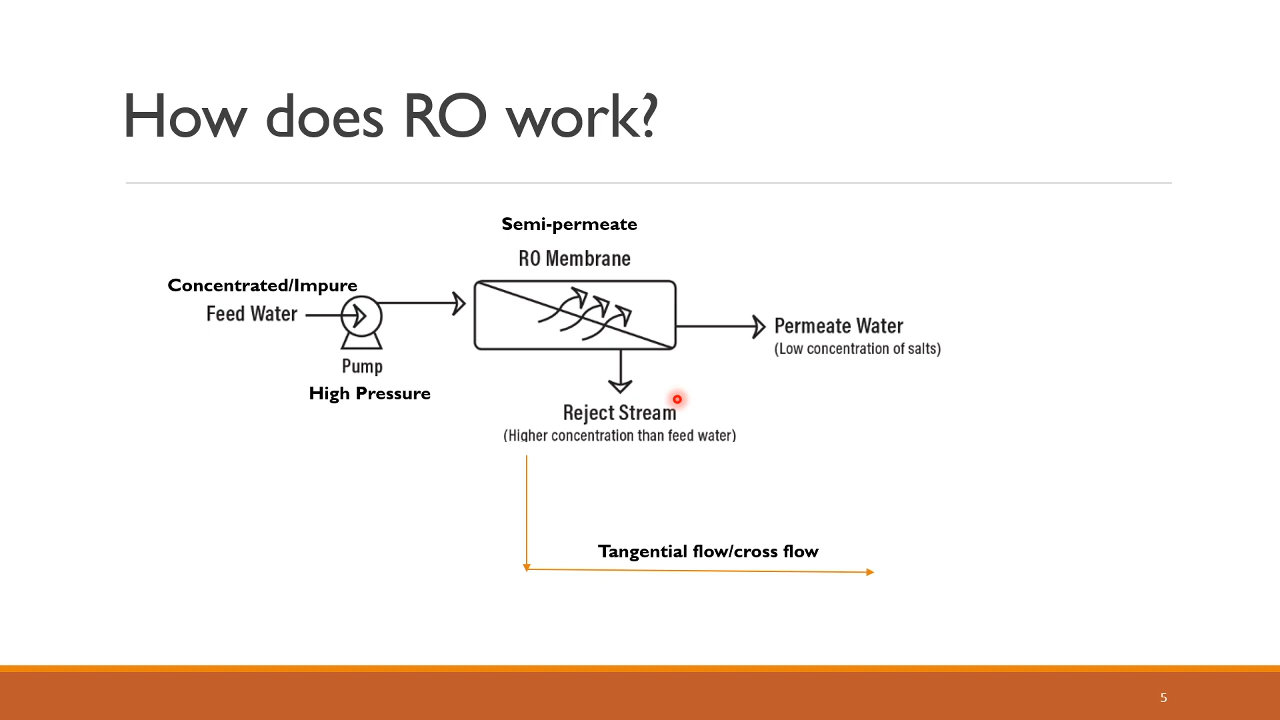 How does RO work?
Semi-permeate
RO Membrane
Concentrated/Impure
Feed Water
Pump
High Pressure
Permeate Water
(Low concentration of salts)
Reject Stream
(Higher concentration than feed water)
Tangential flow/cross flow
5